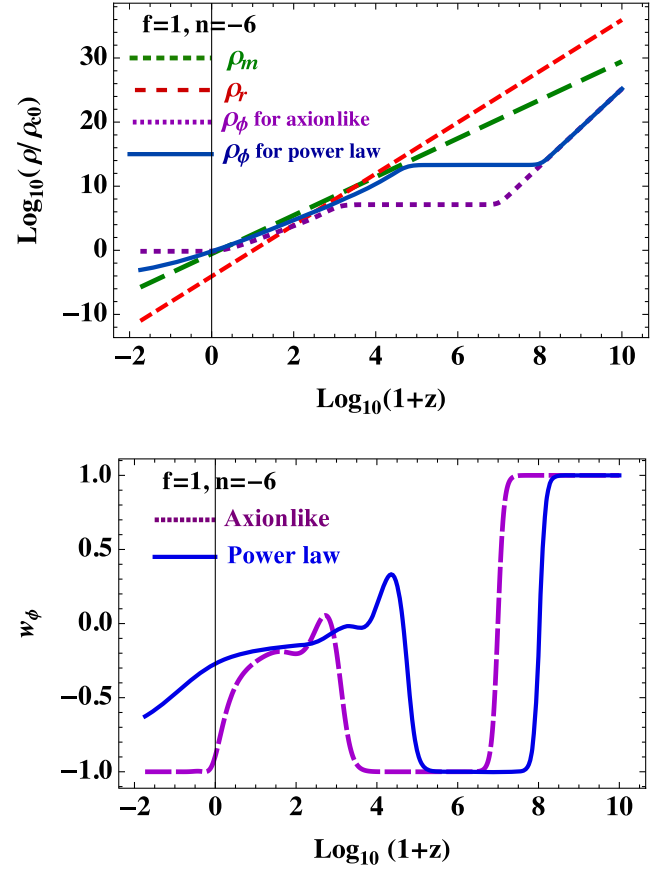 f=1, n=−6
ρm
ρr
ρϕ for axionlike
ρϕ for power law
Log10(ρ/ρc0)
30
20
10
0
−10
−2 0 2 4 6 8 10
Log10(1+z)
f=1, n=−6
Axionlike
Power law
wϕ
1.0
0.5
0.0
−0.5
−1.0
−2 0 2 4 6 8 10
Log10 (1+z)